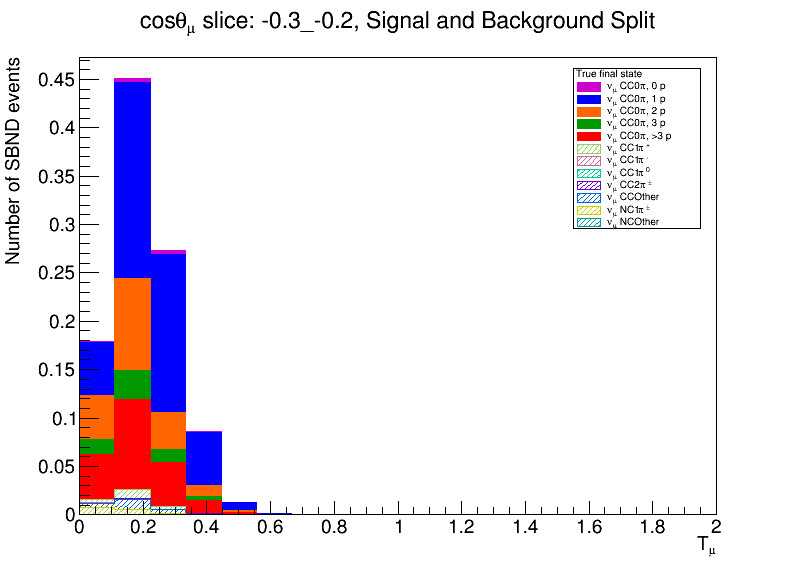 cosθμ slice: -0.3_-0.2, Signal and Background Split
Number of SBND events
0.45
0.4
0.35
0.3
0.25
0.2
0.15
0.1
0.05
0
True final state
νμ CC0π, 0 p
νμ CC0π, 1 p
νμ CC0π, 2 p
νμ CC0π, 3 p
νμ CC0π, >3 p
νμ CC1π⁺
νμ CC1π⁻
νμ CC1π⁰
νμ CC2π±
νμ CCOther
νμ NC1π±
νμ NCOther
0 0.2 0.4 0.6 0.8 1 1.2 1.4 1.6 1.8 2
Tμ